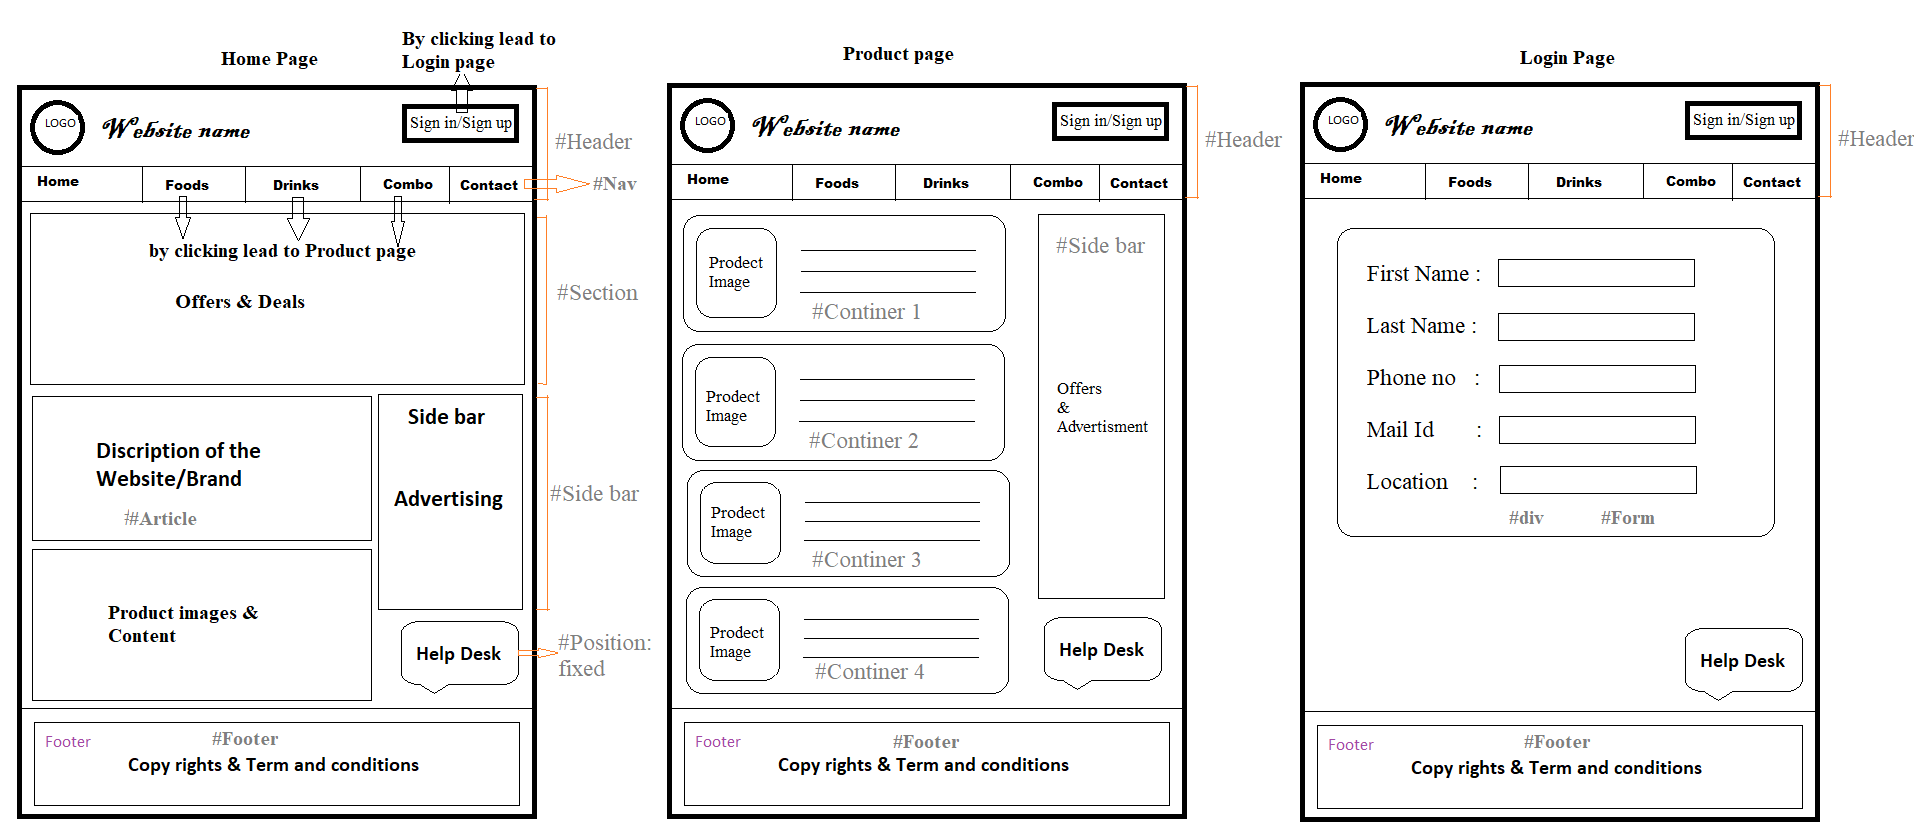 Home Page
By clicking lead to
Login page
LOGO
Website name
Sign in/Sign up
#Header
Home
Foods
Drinks
Combo
Contact
#Nav
by clicking lead to Product page
Offers & Deals
#Section
Discription of the
Website/Brand
#Article
Side bar
Advertising
#Side bar
Product images &
Content
Help Desk
#Position:
fixed
Footer
#Footer
Copy rights & Term and conditions
Product page
LOGO
Website name
Sign in/Sign up
#Header
Home
Foods
Drinks
Combo
Contact
Prodect
Image
#Continer 1
Prodect
Image
#Continer 2
Prodect
Image
#Continer 3
Prodect
Image
#Continer 4
#Side bar
Offers
&
Advertisment
Help Desk
Footer
#Footer
Copy rights & Term and conditions
Login Page
LOGO
Website name
Sign in/Sign up
#Header
Home
Foods
Drinks
Combo
Contact
First Name :
Last Name :
Phone no :
Mail Id :
Location :
#div #Form
Help Desk
Footer
#Footer
Copy rights & Term and conditions